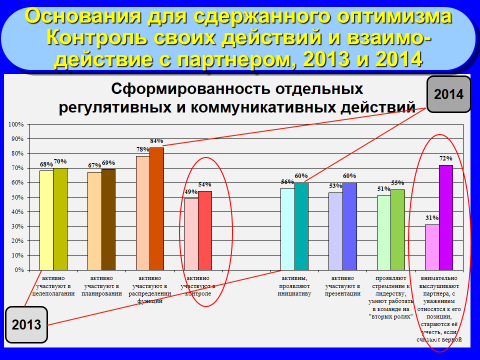 Основания для сдержанного оптимизма
Контроль своих действий и взаимо-
действие с партнером, 2013 и 2014
Сформированность отдельных
регулятивных и коммуникативных действий
2014
100%
90%
80%
70%
60%
50%
40%
30%
20%
10%
0%
68% 70%
67% 69%
78% 84%
49% 54%
56% 60%
53% 60%
51% 55%
31% 72%
активно
участвуют в
целеполагании
активно
участвуют в
планировании
активно
участвуют в
распределении
функций
активно
участвуют в
контроле
активны,
проявляют
инициативу
активно
участвуют в
презентации
проявляют
стремление к
лидерству,
умеют работать
в команде на
"вторых ролях"
внимательно
выслушивают
партнера, с
уважением
относятся к его
позиции,
стараются её
учесть, если
считают верной
2013